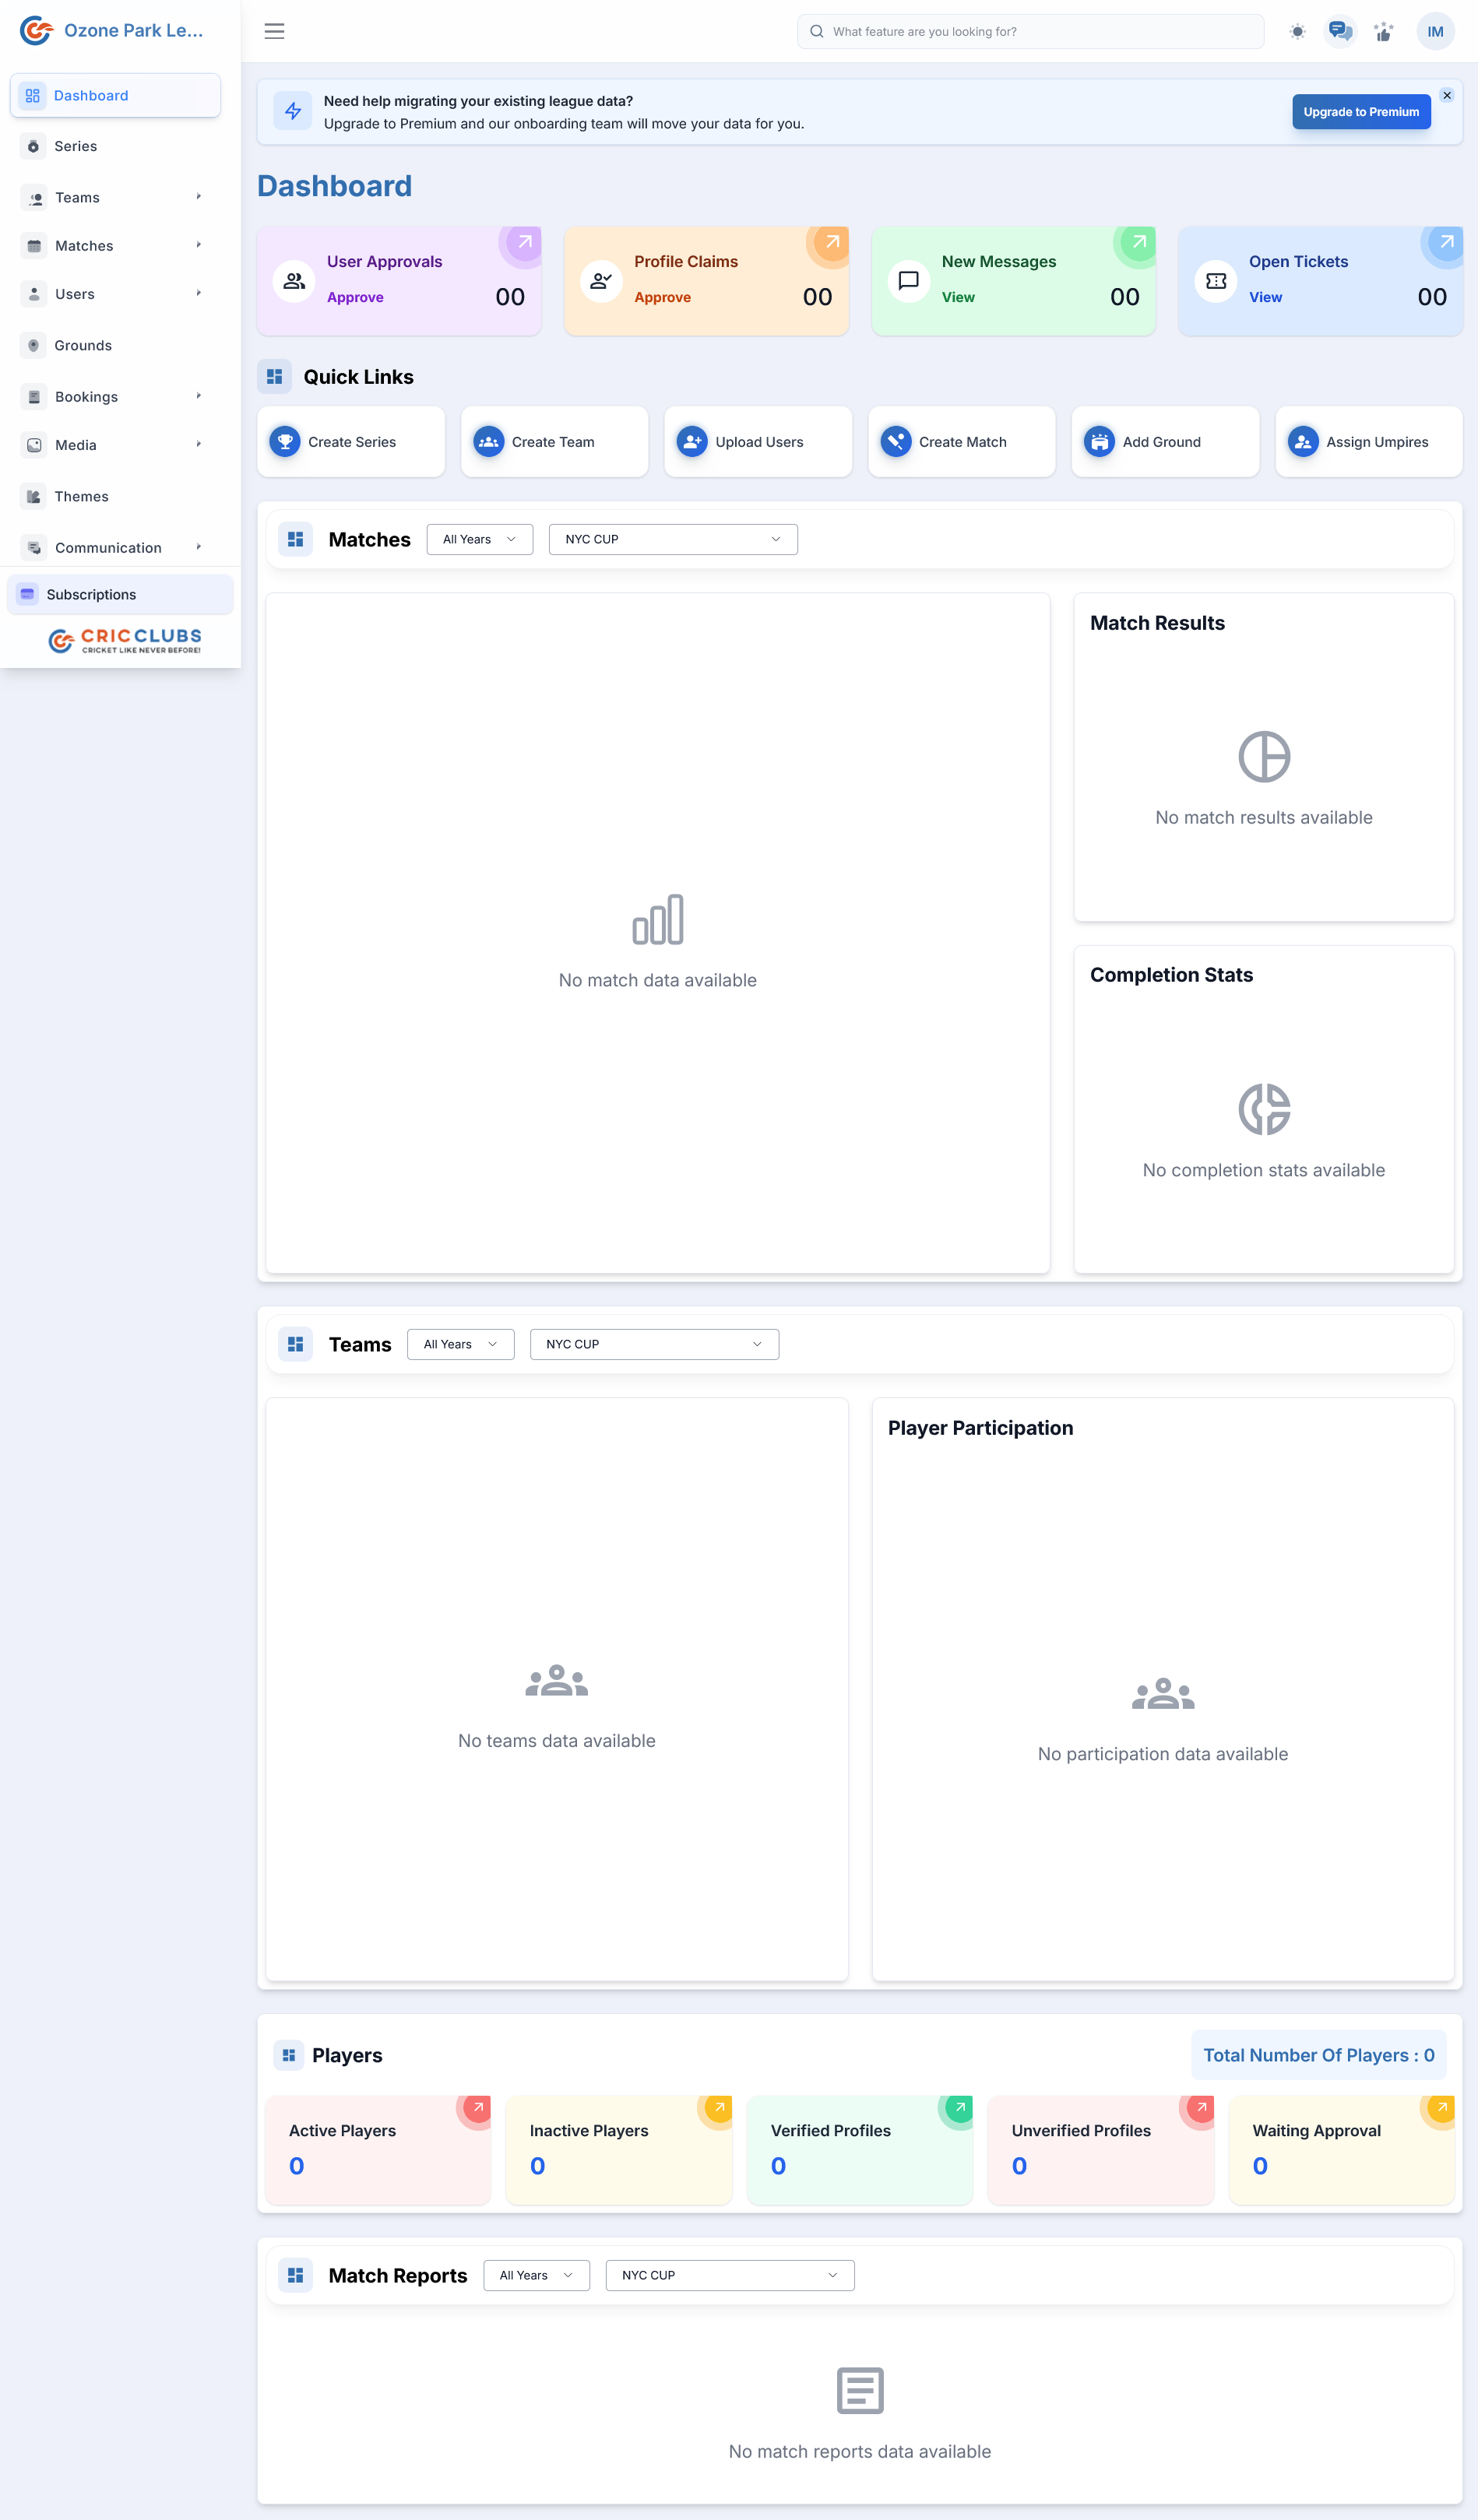 Ozone Park Le...
What feature are you looking for?
IM
Dashboard
Series
Teams
Matches
Users
Grounds
Bookings
Media
Themes
Communication
Subscriptions
CRICCLUBS
CRICKET LIKE NEVER BEFORE!
Need help migrating your existing league data?
Upgrade to Premium and our onboarding team will move your data for you.
Upgrade to Premium
Dashboard
User Approvals
Approve 00
Profile Claims
Approve 00
New Messages
View 00
Open Tickets
View 00
Quick Links
Create Series
Create Team
Upload Users
Create Match
Add Ground
Assign Umpires
Matches All Years NYC CUP
No match data available
Match Results
No match results available
Completion Stats
No completion stats available
Teams All Years NYC CUP
No teams data available
Player Participation
No participation data available
Players
Total Number Of Players : 0
Active Players
0
Inactive Players
0
Verified Profiles
0
Unverified Profiles
0
Waiting Approval
0
Match Reports All Years NYC CUP
No match reports data available